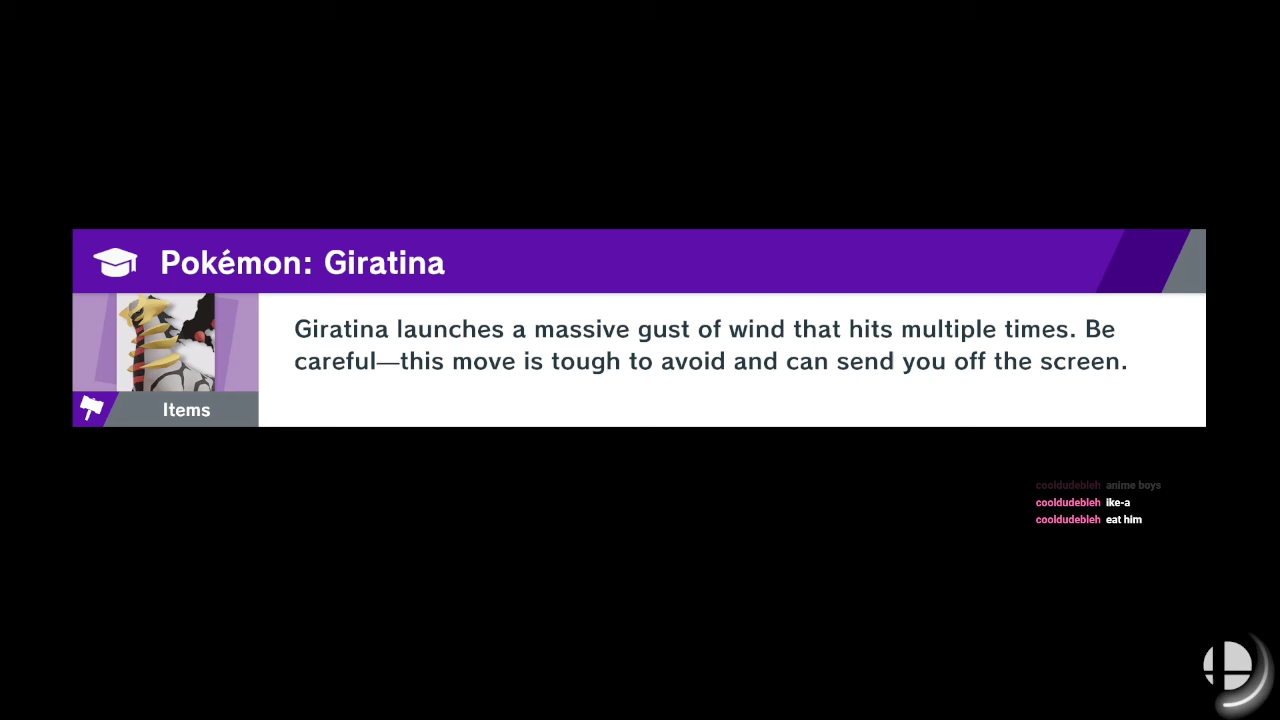 Pokémon: Giratina
Giratina launches a massive gust of wind that hits multiple times. Be
careful—this move is tough to avoid and can send you off the screen.
Items
cooldudebleh anime boys
cooldudebleh ike-a
cooldudebleh eat him